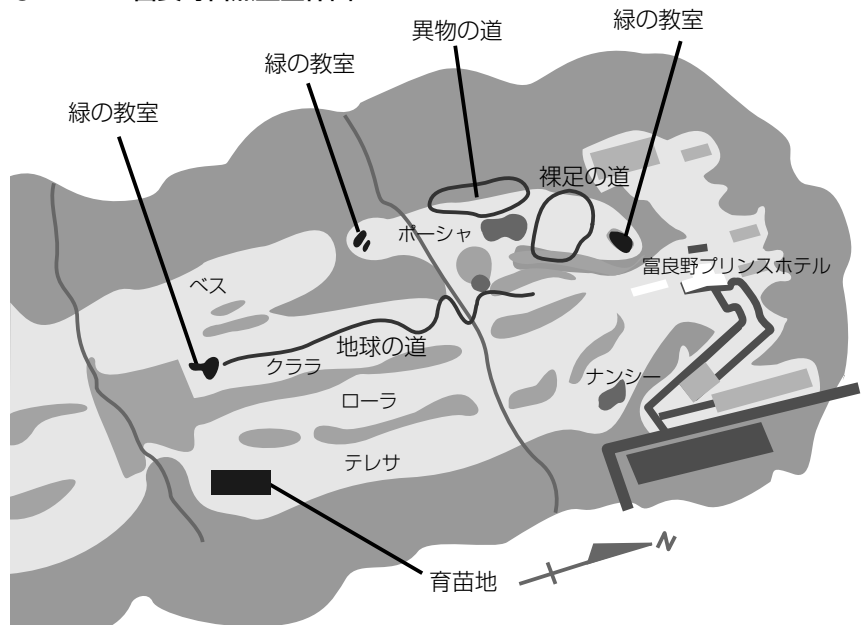 異物の道
緑の教室
緑の教室
緑の教室
裸足の道
ポーシャ
富良野プリンスホテル
ベス
地球の道
クララ
ナンシー
ローラ
テレサ
育苗地
N